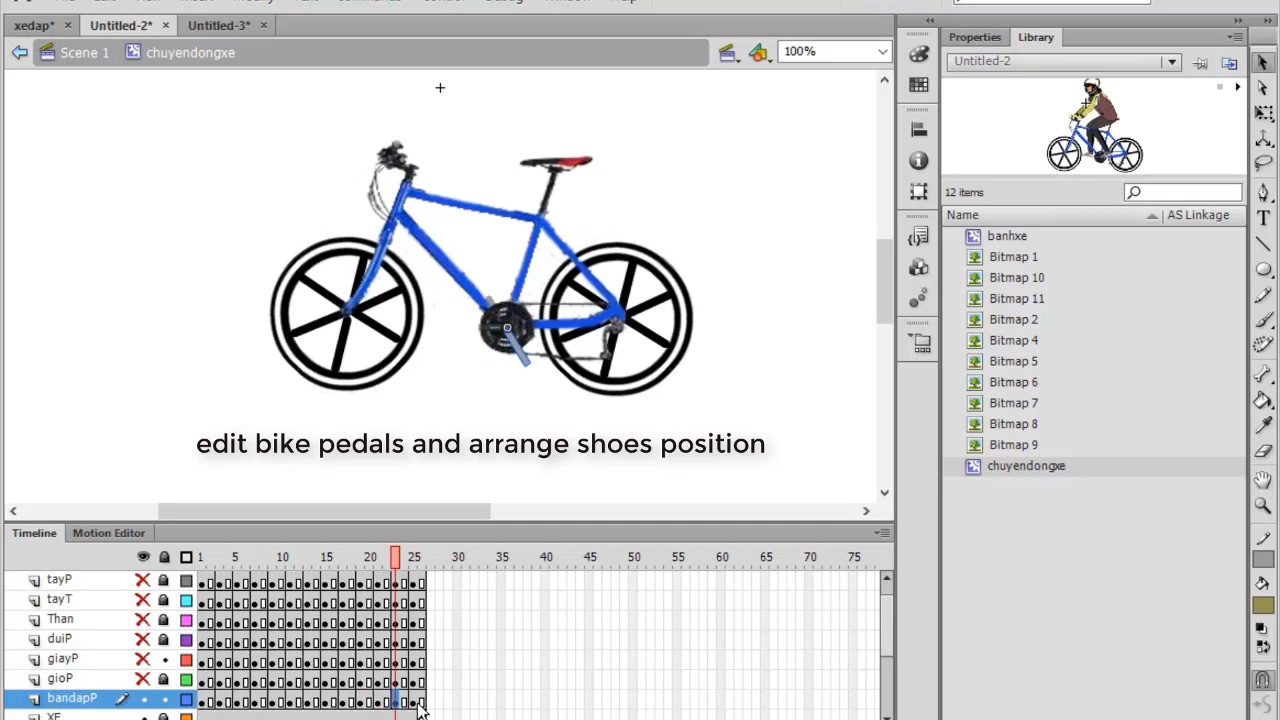 xedap*
Untitled-2*
Untitled-3*
Scene 1
chuyendongxe
100%
Properties
Library
Untitled-2
12 items
Name
AS Linkage
banhxe
Bitmap 1
Bitmap 10
Bitmap 11
Bitmap 2
Bitmap 4
Bitmap 5
Bitmap 6
Bitmap 7
Bitmap 8
Bitmap 9
chuyendongxe
edit bike pedals and arrange shoes position
Timeline
Motion Editor
1 5 10 15 20 25 30 35 40 45 50 55 60 65 70 75
tayP
tayT
Than
duiP
giayP
gioP
bandapP